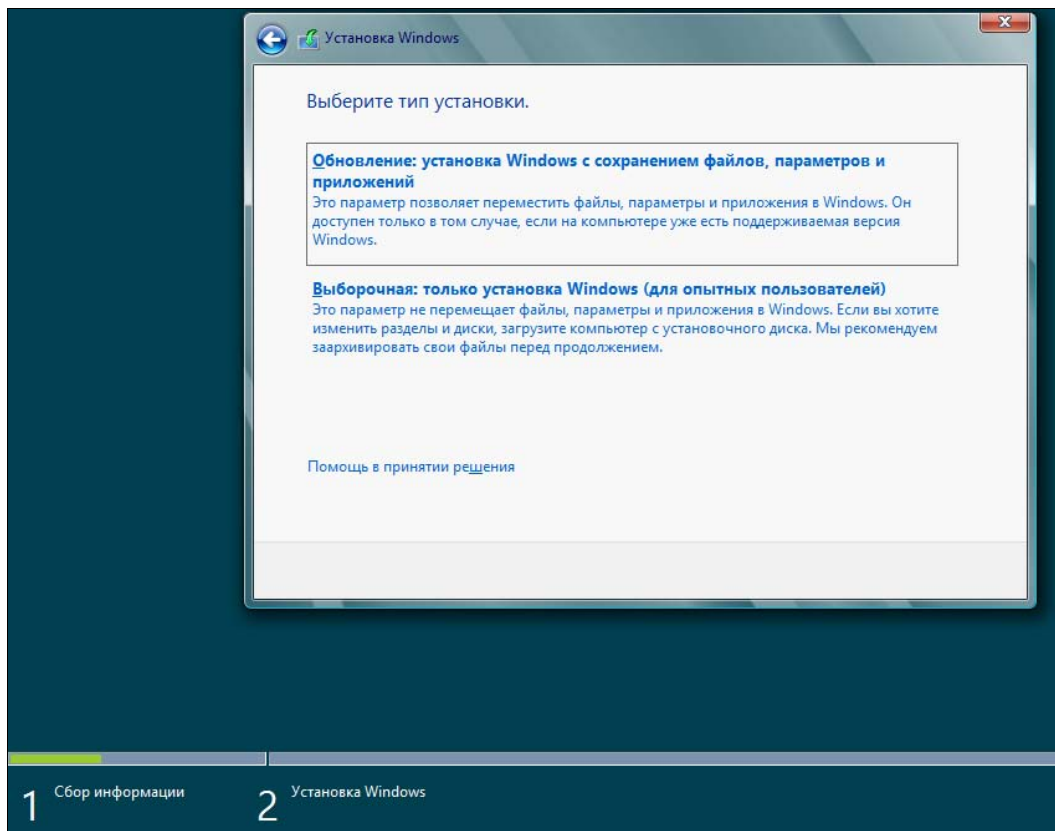 Установка Windows
Выберите тип установки.
Обновление: установка Windows с сохранением файлов, параметров и
приложений
Это параметр позволяет переместить файлы, параметры и приложения в Windows. Он
доступен только в том случае, если на компьютере уже есть поддерживаемая версия
Windows.
Выборочная: только установка Windows (для опытных пользователей)
Это параметр не перемещает файлы, параметры и приложения в Windows. Если вы хотите
изменить разделы и диски, загрузите компьютер с установочного диска. Мы рекомендуем
заархивировать свои файлы перед продолжением.
Помощь в принятии решения
1 Сбор информации
2 Установка Windows